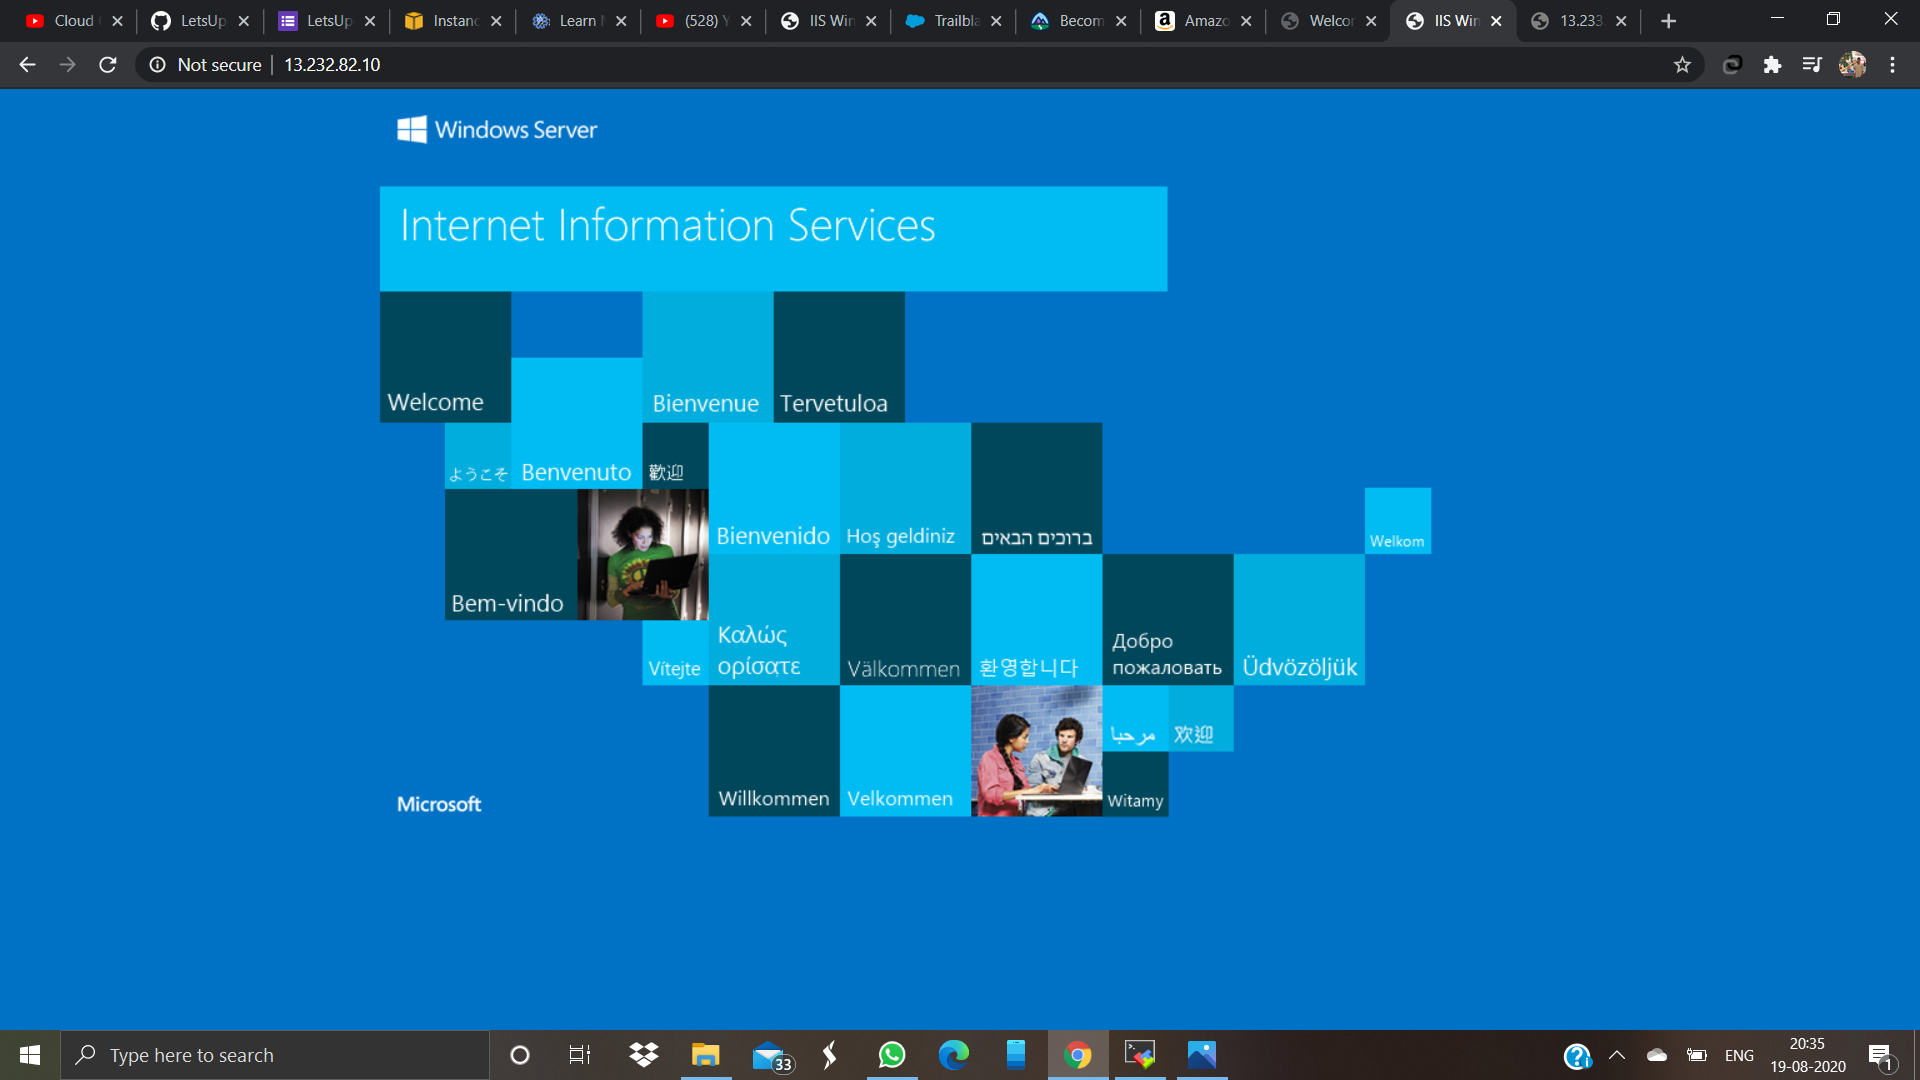 Cloud
LetsUp
LetsUp
Instanc
Learn
(528) Y
IIS Win
Trailbla
Becom
Amazo
Welcor
IIS Win
13.233
Not secure
13.232.82.10
Windows Server
Internet Information Services
Welcome
Bienvenue
Tervetuloa
ようこそ
Benvenuto
歡迎
Bienvenido
Hoş geldiniz
ברוכים הבאים
Welkom
Bem-vindo
Καλώς
ορίσατε
Vítejte
Välkommen
환영합니다
Добро
пожаловать
Üdvözöljük
مرحبا
欢迎
Willkommen
Velkommen
Witamy
Microsoft
Type here to search
33
ENG
20:35
19-08-2020
1